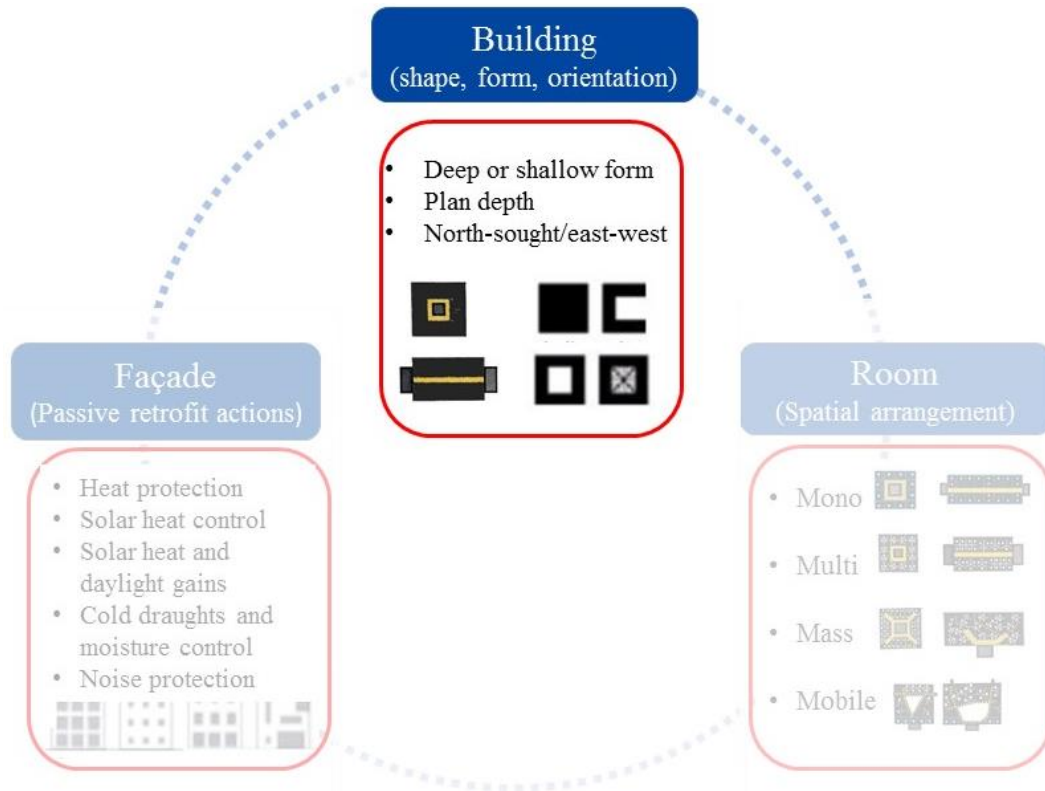 Building
(shape, form, orientation)
• Deep or shallow form
• Plan depth
• North-sought/east-west
Façade
(Passive retrofit actions)
• Heat protection
• Solar heat control
• Solar heat and
daylight gains
• Cold draughts and
moisture control
• Noise protection
Room
(Spatial arrangement)
• Mono
• Multi
• Mass
• Mobile